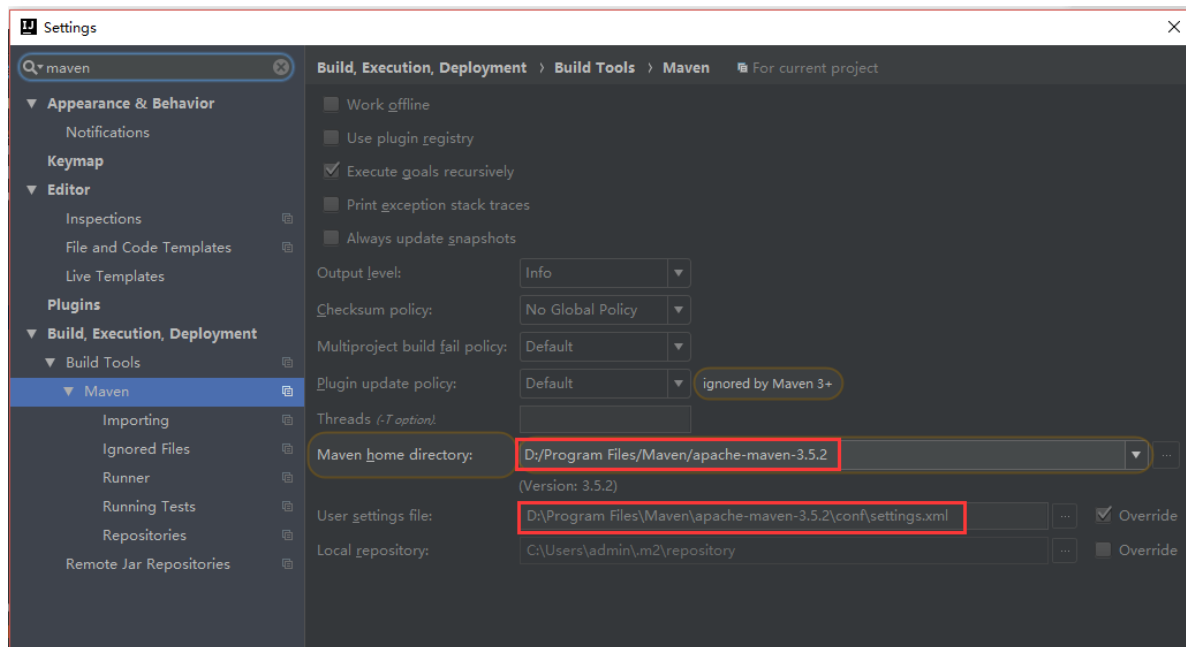 Settings
maven
Appearance & Behavior
Notifications
Keymap
Editor
Inspections
File and Code Templates
Live Templates
Plugins
Build, Execution, Deployment
Build Tools
Maven
Importing
Ignored Files
Runner
Running Tests
Repositories
Remote Jar Repositories
Build, Execution, Deployment › Build Tools › Maven For current project
Work offline
Use plugin registry
Execute goals recursively
Print exception stack traces
Always update snapshots
Output level: Info
Checksum policy: No Global Policy
Multiproject build fail policy: Default
Plugin update policy: Default ignored by Maven 3+
Threads (-T option).
Maven home directory: D:/Program Files/Maven/apache-maven-3.5.2 ...
(Version: 3.5.2)
User settings file: D:\Program Files\Maven\apache-maven-3.5.2\conf\settings.xml ... Override
Local repository: C:\Users\admin\.m2\repository ... Override